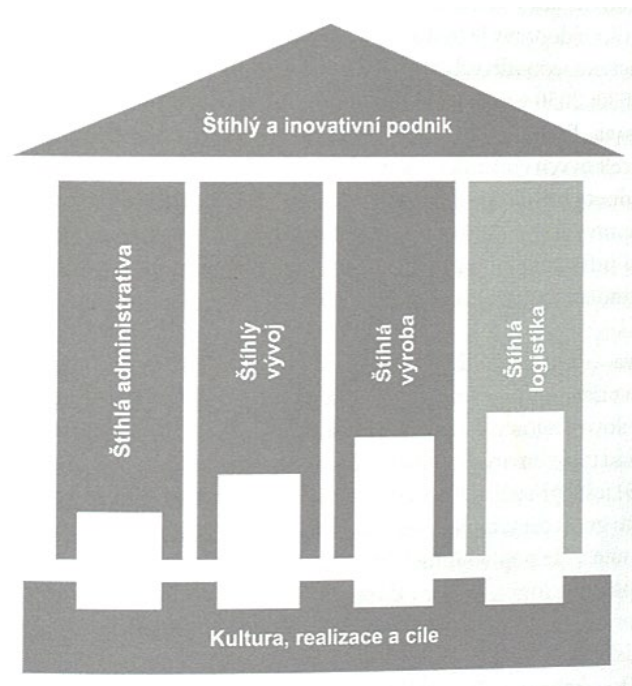 Štíhlý a inovativní podnik
Štíhlá administrativa
Štíhlý
vývoj
Štíhlá
výroba
Štíhlá
logistika
Kultura, realizace a cíle